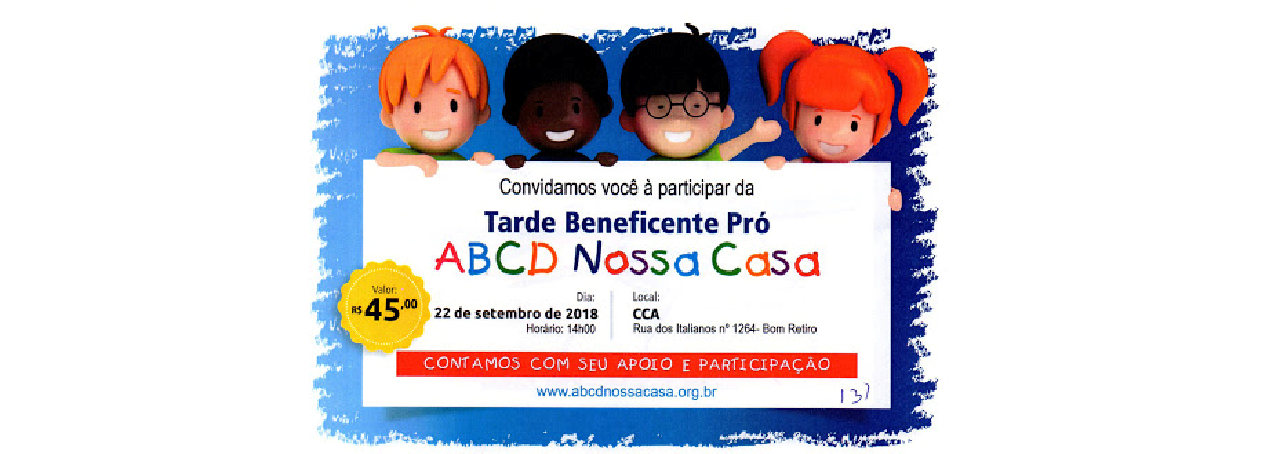 Convidamos você à participar da
Tarde Beneficente Pró
ABCD Nossa Casa
Valor:
R$ 45,00
Dia:
22 de setembro de 2018
Horário: 14h00
Local:
CCA
Rua dos Italianos nº 1264- Bom Retiro
CONTAMOS COM SEU APOIO E PARTICIPAÇÃO
www.abcdnossacasa.org.br